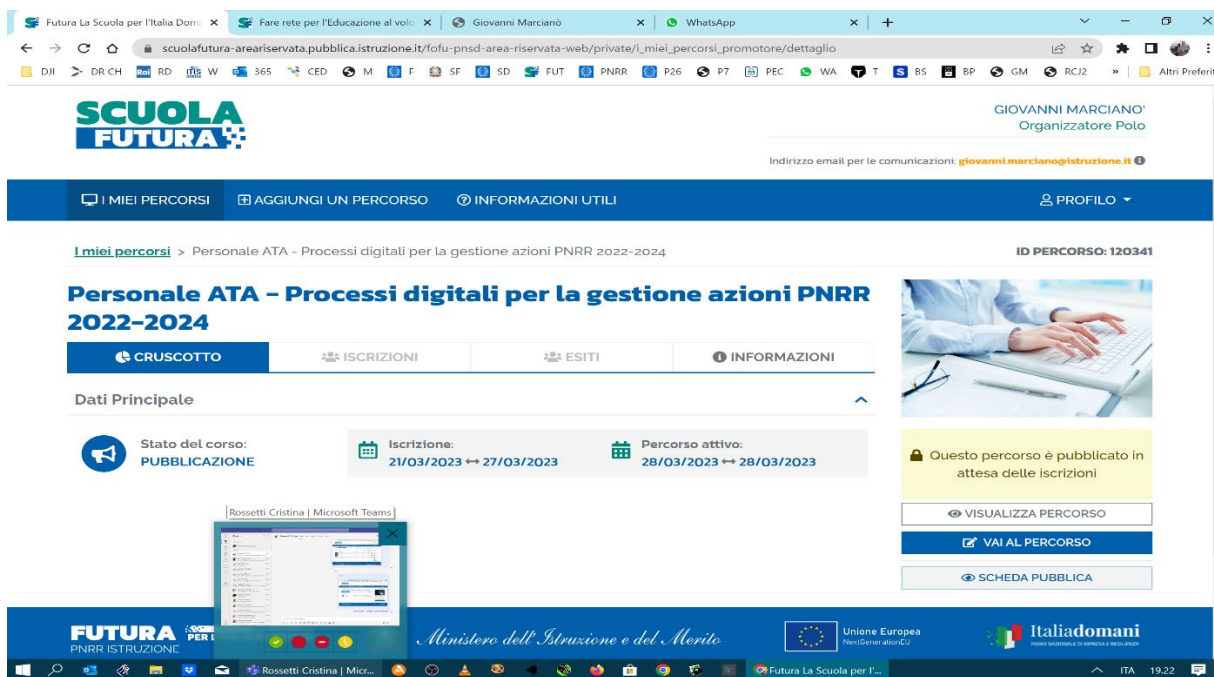 Futura La Scuola per l'Italia Dom
Fare rete per l'Educazione al volo
Giovanni Marcianò
WhatsApp
scuolafutura-areariservata.pubblica.istruzione.it/fofu-pnsd-area-riservata-web/private/i_miei_percorsi_promotore/dettaglio
DJI DR CH RD W 365 CED M F SF SD FUT PNRR P26 P7 PEC WA T BS BP GM RCJ2 » Altri Preferit
SCUOLA
FUTURA
GIOVANNI MARCIANO'
Organizzatore Polo
Indirizzo email per le comunicazioni: giovanni.marciano@istruzione.it
I MIEI PERCORSI AGGIUNGI UN PERCORSO INFORMAZIONI UTILI PROFILO
I miei percorsi > Personale ATA - Processi digitali per la gestione azioni PNRR 2022-2024
ID PERCORSO: 120341
Personale ATA – Processi digitali per la gestione azioni PNRR
2022-2024
CRUSCOTTO ISCRIZIONI ESITI INFORMAZIONI
Dati Principale
Stato del corso:
PUBBLICAZIONE
Iscrizione:
21/03/2023 ↔ 27/03/2023
Percorso attivo:
28/03/2023 ↔ 28/03/2023
Questo percorso è pubblicato in
attesa delle iscrizioni
VISUALIZZA PERCORSO
VAI AL PERCORSO
SCHEDA PUBBLICA
Rossetti Cristina | Microsoft Teams
FUTURA
PNRR ISTRUZIONE
Ministero dell'Istruzione e del Merito
Unione Europea
NextGenerationEU
Italiadomani
PIANO NAZIONALE DI RIPRESA E RESILIENZA
Rossetti Cristina | Micr...
Futura La Scuola per l'...
ITA 19.22